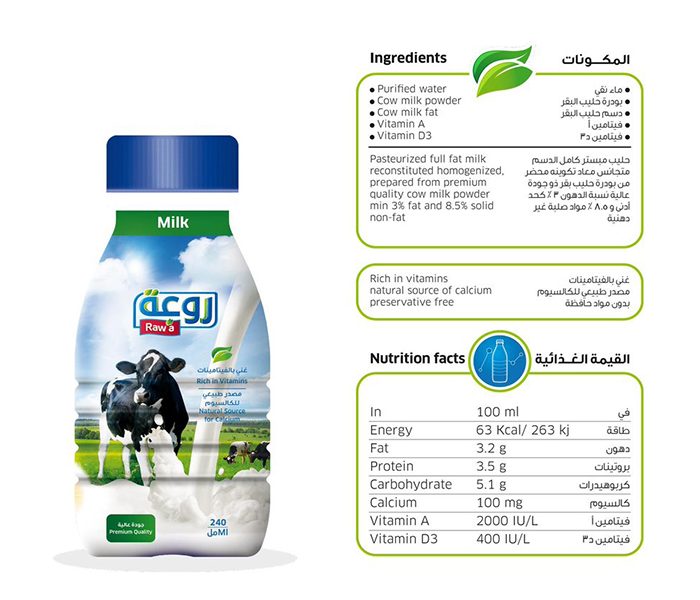 Milk
روعة
Raw'a
غني بالفيتامينات
Rich in Vitamins
مصدر طبيعي
للكالسيوم
Natural Source
for Calcium
جودة عالية
Premium Quality
240
مل Ml
Ingredients
المكـونات
• Purified water
ماء نقي •
• Cow milk powder
بودرة حليب البقر •
• Cow milk fat
دسم حليب البقر •
• Vitamin A
فيتامين أ •
• Vitamin D3
فيتامين د٣ •
Pasteurized full fat milk
reconstituted homogenized,
prepared from premium
quality cow milk powder
min 3% fat and 8.5% solid
non-fat
حليب مبستر كامل الدسم
متجانس معاد تكوينه محضر
من بودرة حليب بقر ذو جودة
عالية نسبة الدهون ٣٪ كحد
أدنى و ٨.٥٪ مواد صلبة غير
دهنية
Rich in vitamins
natural source of calcium
preservative free
غني بالفيتامينات
مصدر طبيعي للكالسيوم
بدون مواد حافظة
Nutrition facts
القيمة الغـذائية
In 100 ml في
Energy 63 Kcal/ 263 kj طاقة
Fat 3.2 g دهون
Protein 3.5 g بروتينات
Carbohydrate 5.1 g كربوهيدرات
Calcium 100 mg كالسيوم
Vitamin A 2000 IU/L فيتامين أ
Vitamin D3 400 IU/L فيتامين د٣